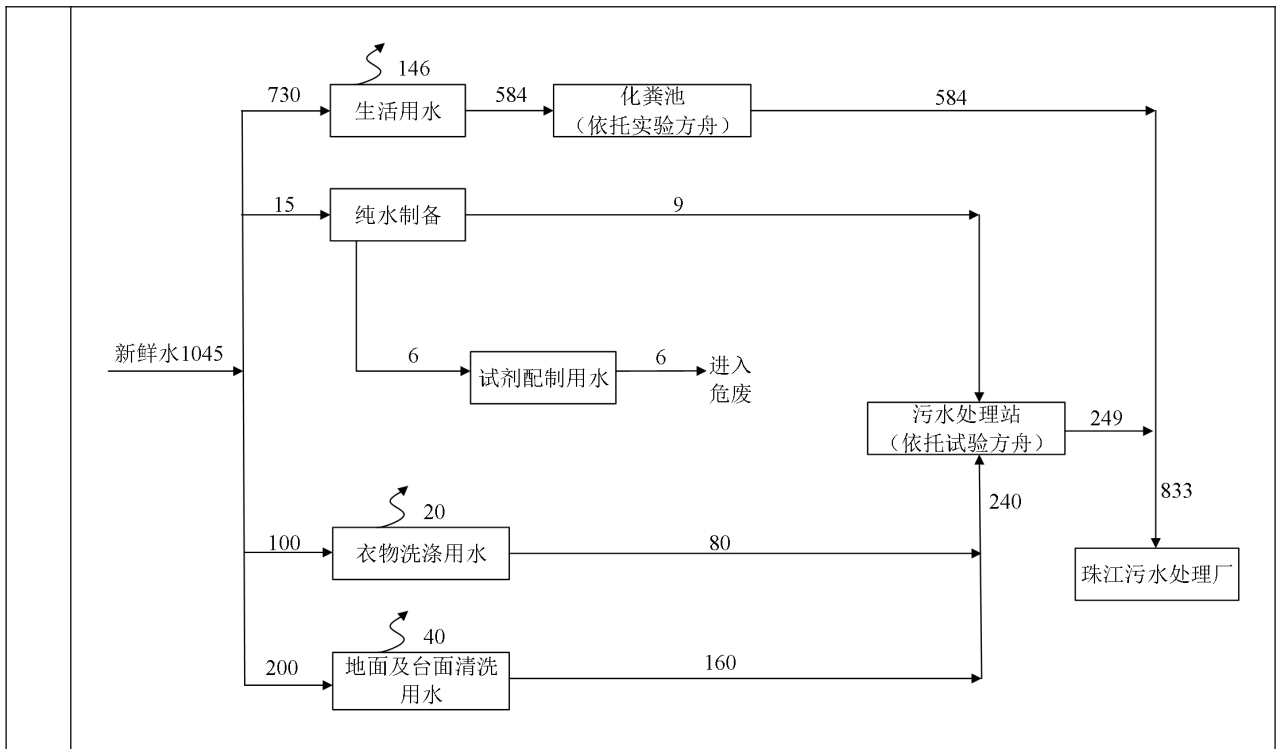 146
730
生活用水
584
化粪池
（依托实验方舟）
584
15
纯水制备
9
新鲜水1045
6
试剂配制用水
6
进入
危废
污水处理站
（依托试验方舟）
249
240
833
20
100
衣物洗涤用水
80
珠江污水处理厂
40
200
地面及台面清洗
用水
160